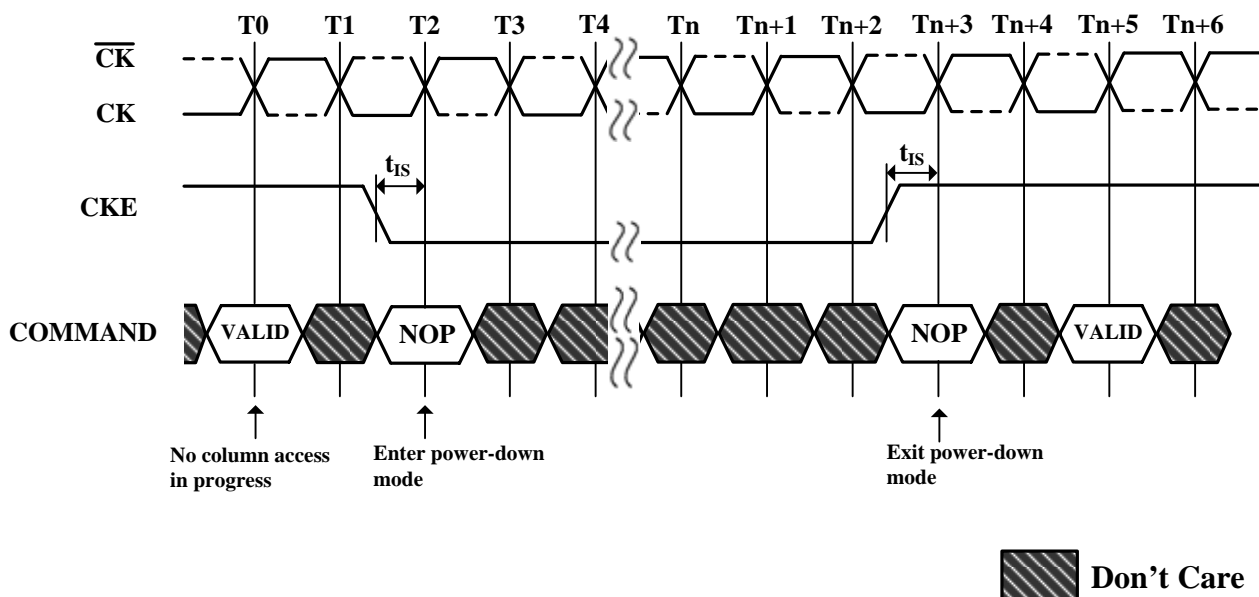 T0 T1 T2 T3 T4 Tn Tn+1 Tn+2 Tn+3 Tn+4 Tn+5 Tn+6
C̅K̅
CK
tIS tIS
CKE
COMMAND VALID NOP NOP VALID
No column access
in progress
Enter power-down
mode
Exit power-down
mode
Don't Care